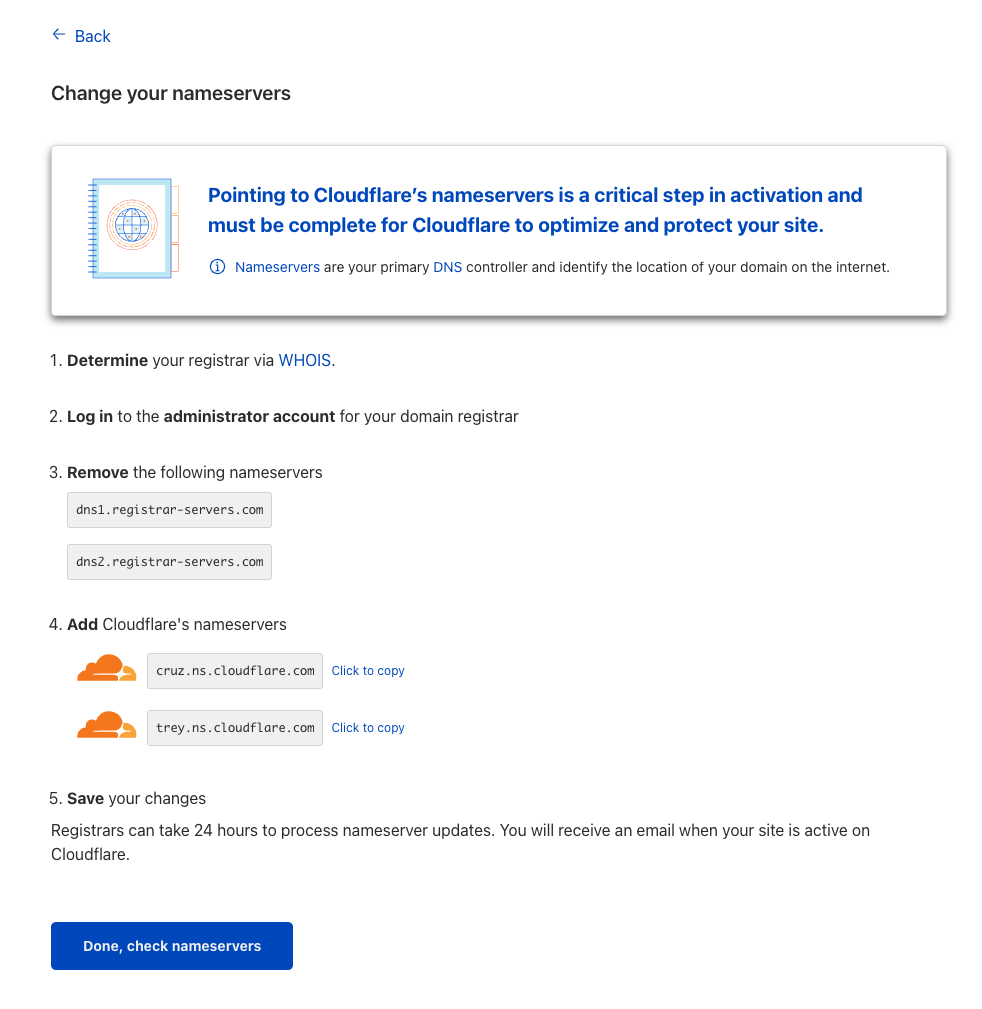 ← Back
Change your nameservers
Pointing to Cloudflare’s nameservers is a critical step in activation and
must be complete for Cloudflare to optimize and protect your site.
Nameservers are your primary DNS controller and identify the location of your domain on the internet.
1. Determine your registrar via WHOIS.
2. Log in to the administrator account for your domain registrar
3. Remove the following nameservers
dns1.registrar-servers.com
dns2.registrar-servers.com
4. Add Cloudflare's nameservers
cruz.ns.cloudflare.com Click to copy
trey.ns.cloudflare.com Click to copy
5. Save your changes
Registrars can take 24 hours to process nameserver updates. You will receive an email when your site is active on
Cloudflare.
Done, check nameservers